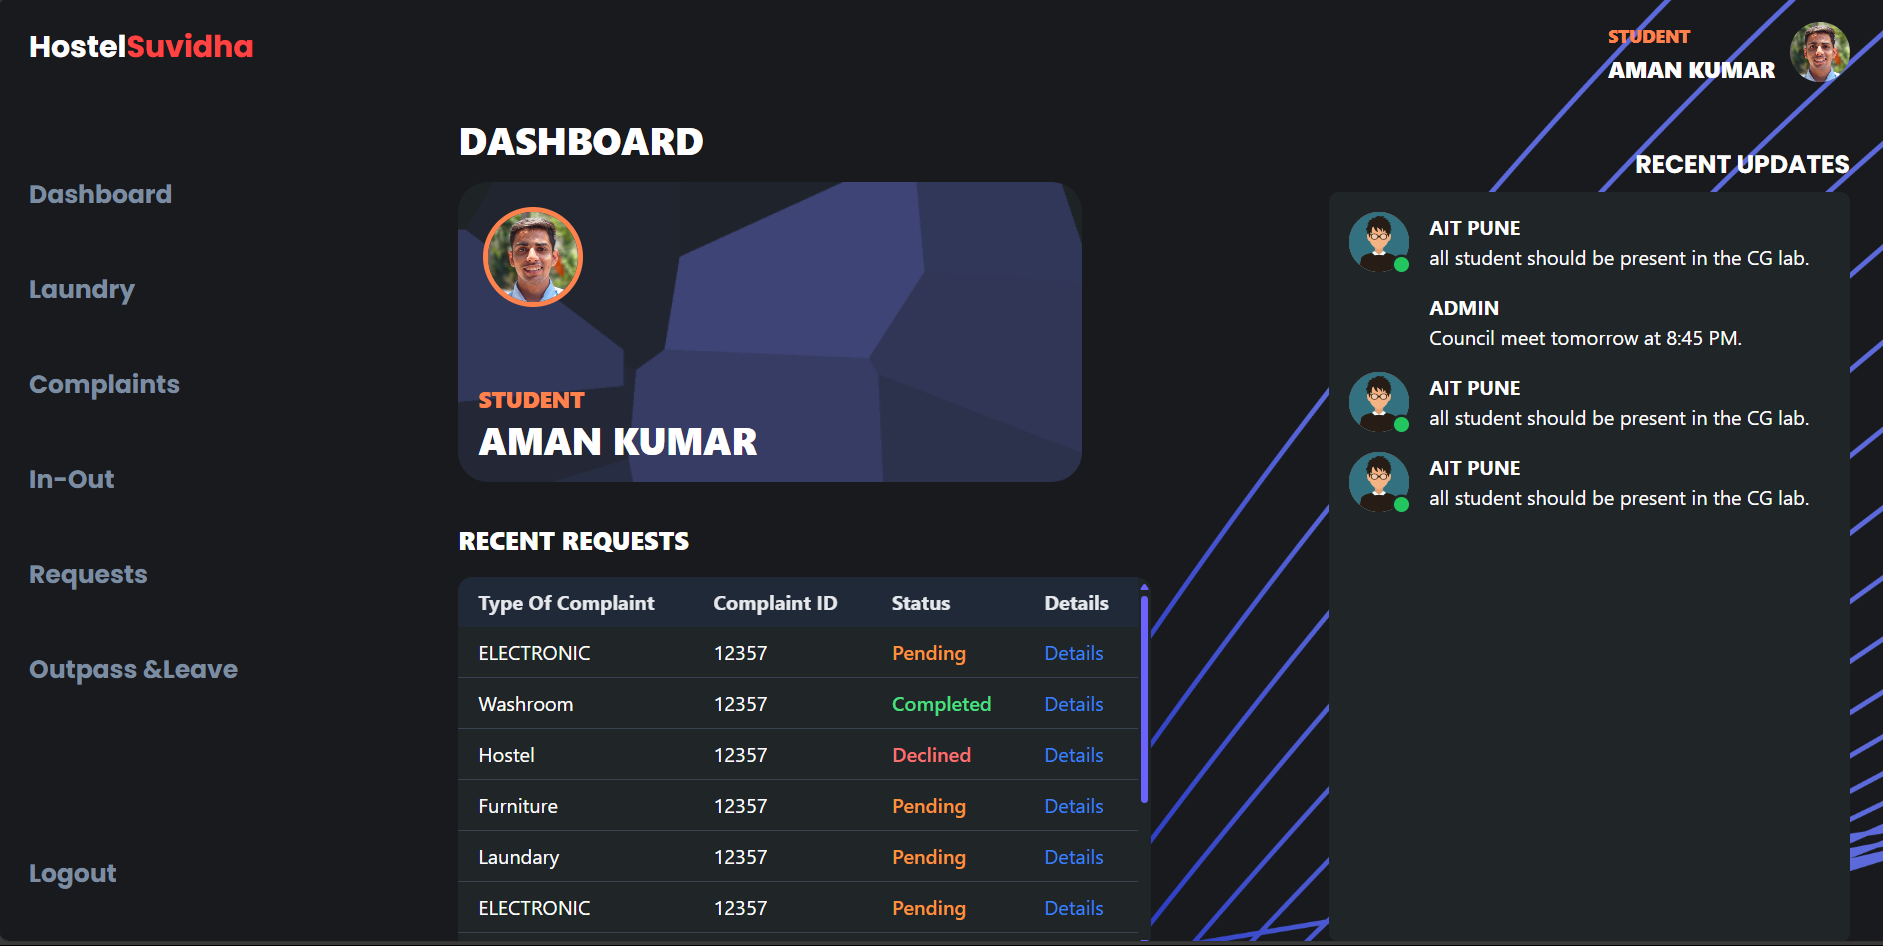 HostelSuvidha
STUDENT
AMAN KUMAR
Dashboard
Laundry
Complaints
In-Out
Requests
Outpass &Leave
Logout
DASHBOARD
STUDENT
AMAN KUMAR
RECENT REQUESTS
Type Of Complaint Complaint ID Status Details
ELECTRONIC 12357 Pending Details
Washroom 12357 Completed Details
Hostel 12357 Declined Details
Furniture 12357 Pending Details
Laundary 12357 Pending Details
ELECTRONIC 12357 Pending Details
RECENT UPDATES
AIT PUNE
all student should be present in the CG lab.
ADMIN
Council meet tomorrow at 8:45 PM.
AIT PUNE
all student should be present in the CG lab.
AIT PUNE
all student should be present in the CG lab.